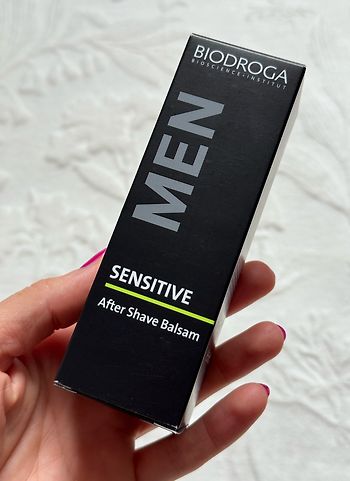 BIODROGA
BIOSCIENCE•INSTITUT
MEN
SENSITIVE
After Shave Balsam